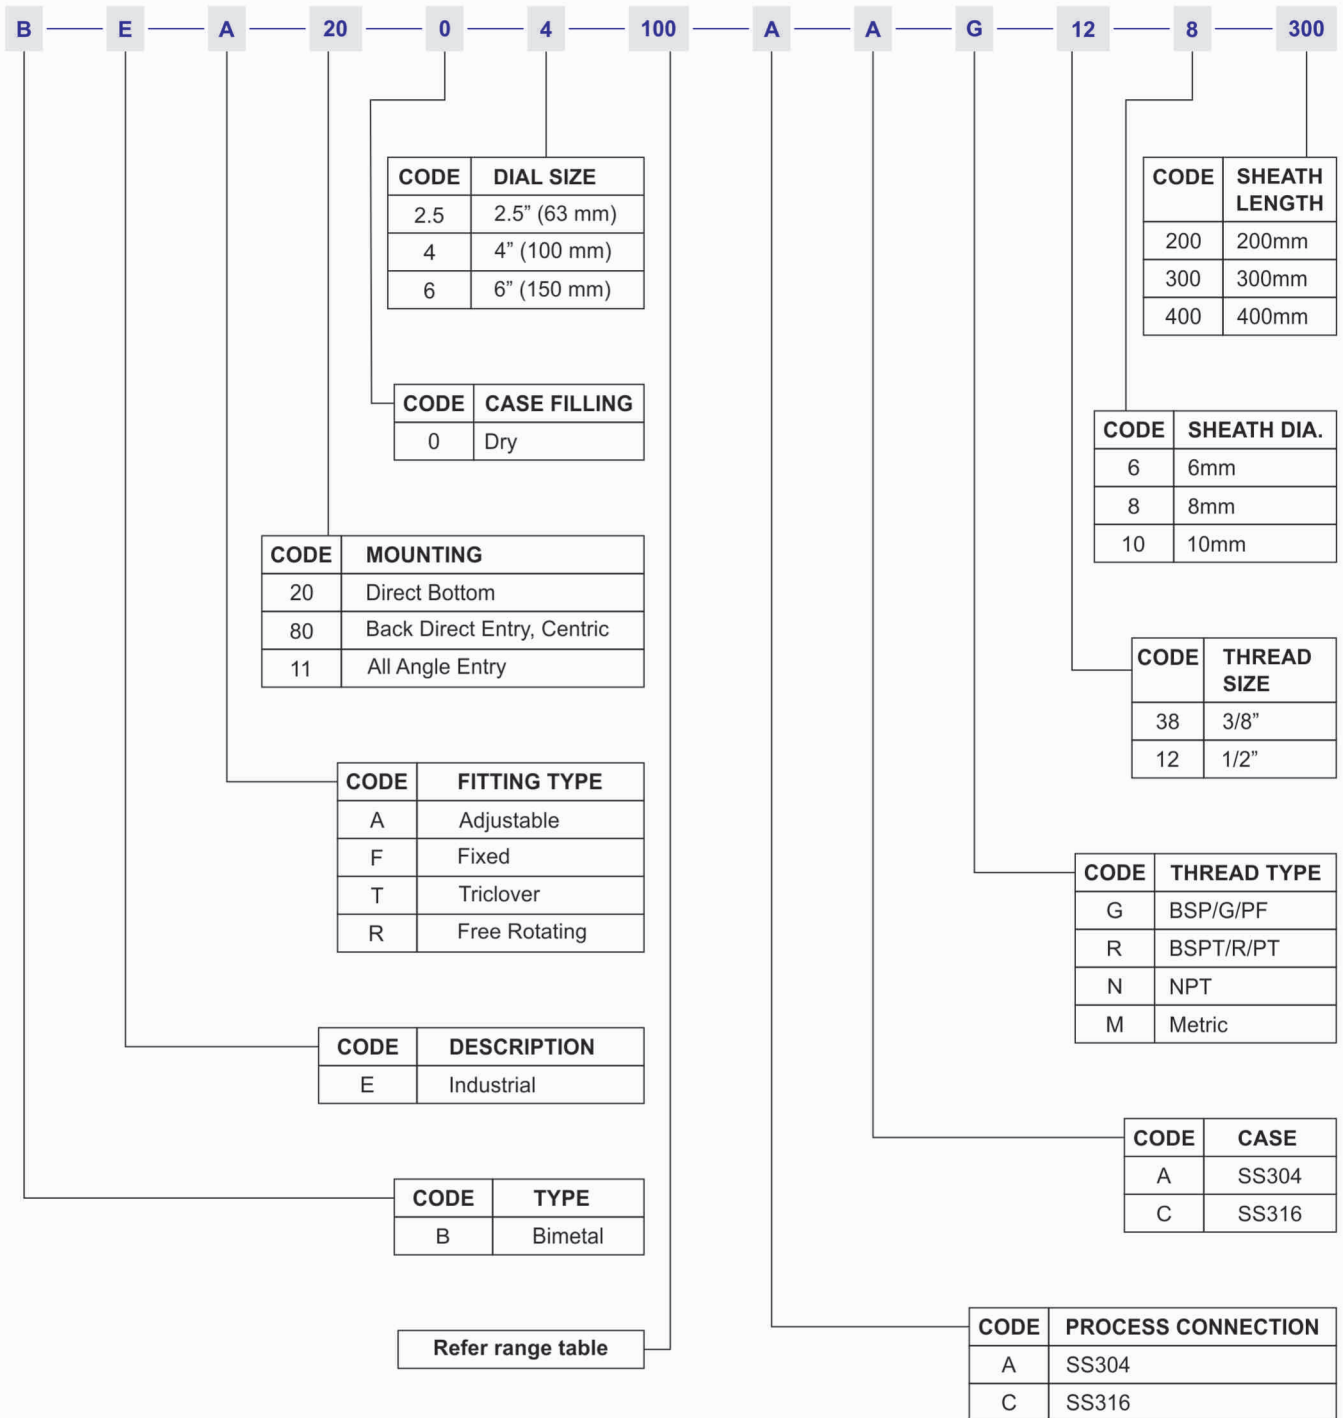 B E A 20 0 4 100 A A G 12 8 300
CODE DIAL SIZE
2.5 2.5” (63 mm)
4 4” (100 mm)
6 6” (150 mm)
CODE CASE FILLING
0 Dry
CODE MOUNTING
20 Direct Bottom
80 Back Direct Entry, Centric
11 All Angle Entry
CODE FITTING TYPE
A Adjustable
F Fixed
T Triclover
R Free Rotating
CODE DESCRIPTION
E Industrial
CODE TYPE
B Bimetal
Refer range table
CODE SHEATH
LENGTH
200 200mm
300 300mm
400 400mm
CODE SHEATH DIA.
6 6mm
8 8mm
10 10mm
CODE THREAD
SIZE
38 3/8”
12 1/2”
CODE THREAD TYPE
G BSP/G/PF
R BSPT/R/PT
N NPT
M Metric
CODE CASE
A SS304
C SS316
CODE PROCESS CONNECTION
A SS304
C SS316